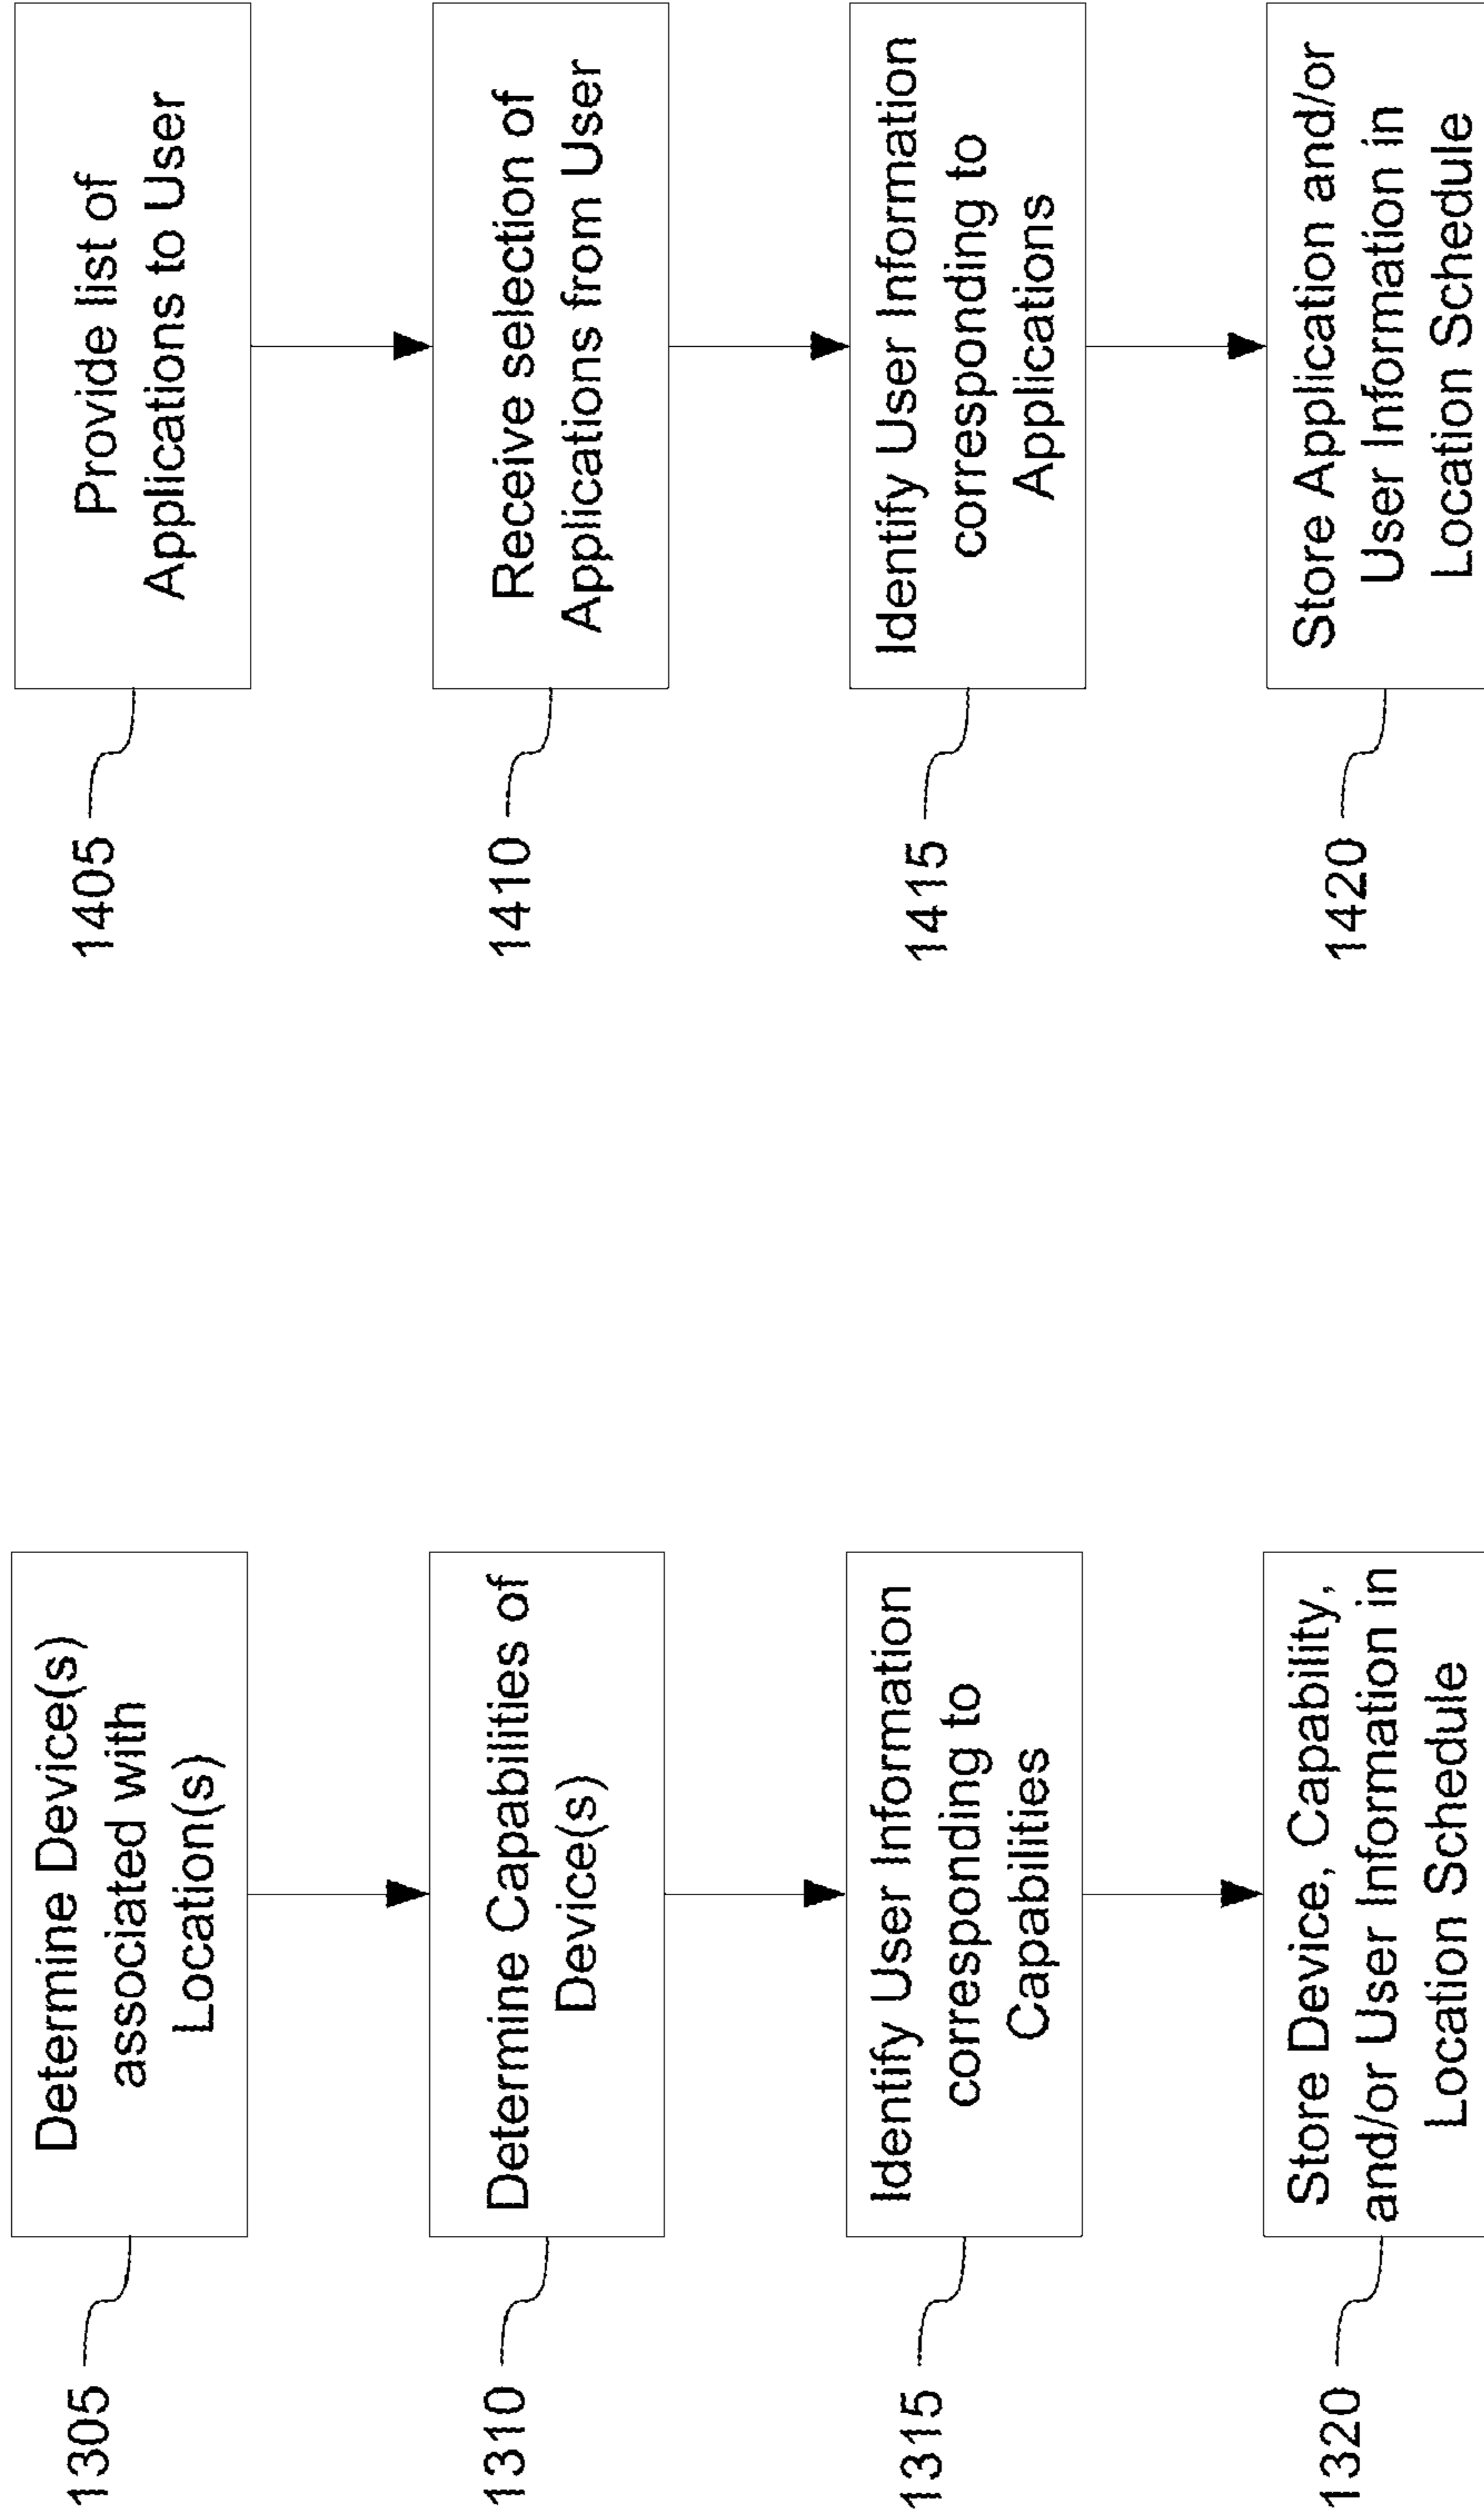 1305
Determine Device(s)
associated with
Location(s)
1310
Determine Capabilities of
Device(s)
1315
Identify User Information
corresponding to
Capabilities
1320
Store Device, Capability,
and/or User Information in
Location Schedule
1405
Provide list of
Applications to User
1410
Receive selection of
Applications from User
1415
Identify User Information
corresponding to
Applications
1420
Store Application and/or
User Information in
Location Schedule